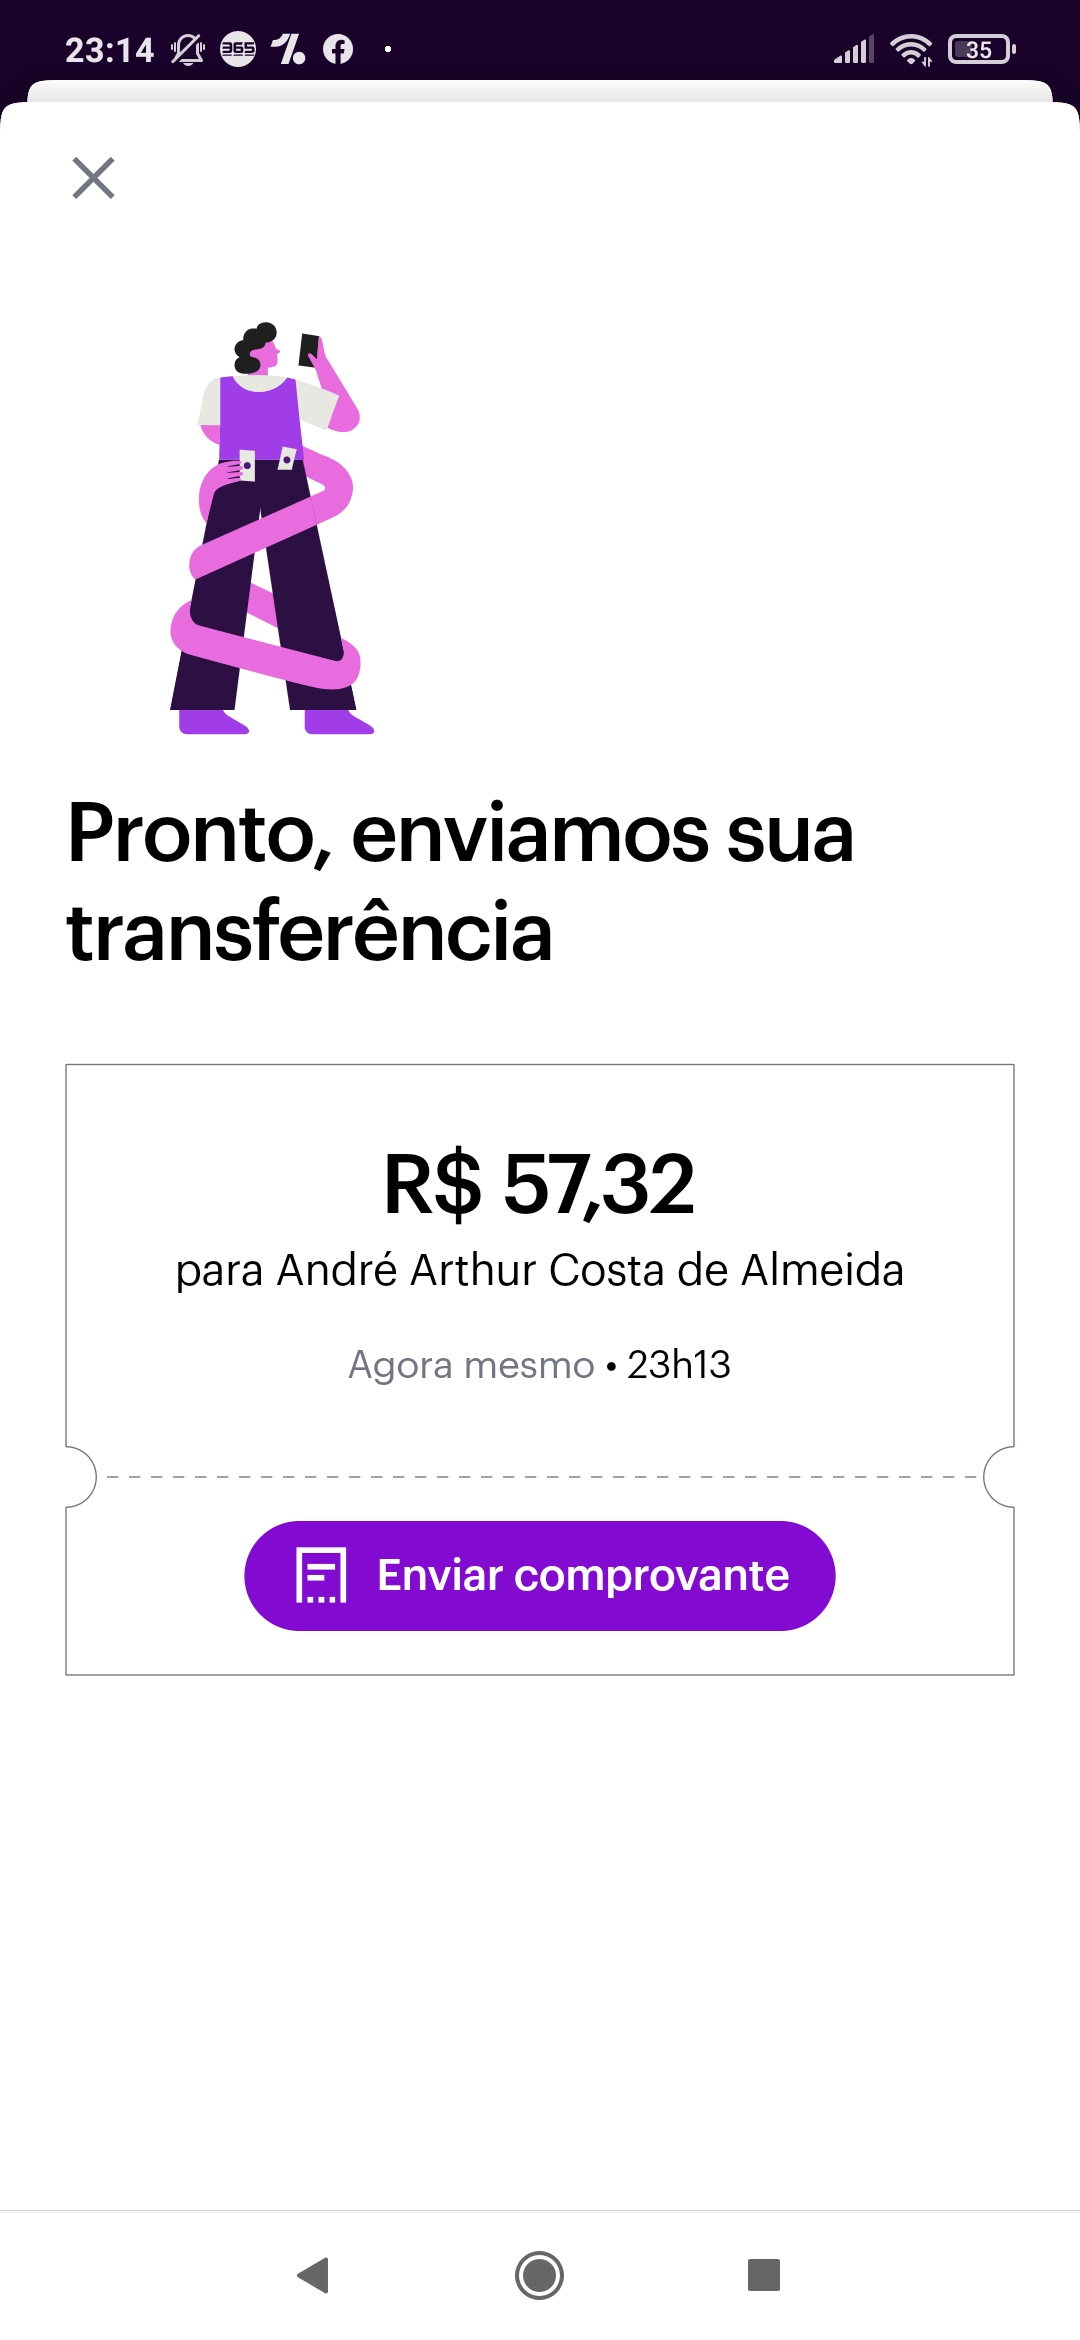 23:14
365
35
Pronto, enviamos sua
transferência
R$ 57,32
para André Arthur Costa de Almeida
Agora mesmo • 23h13
Enviar comprovante